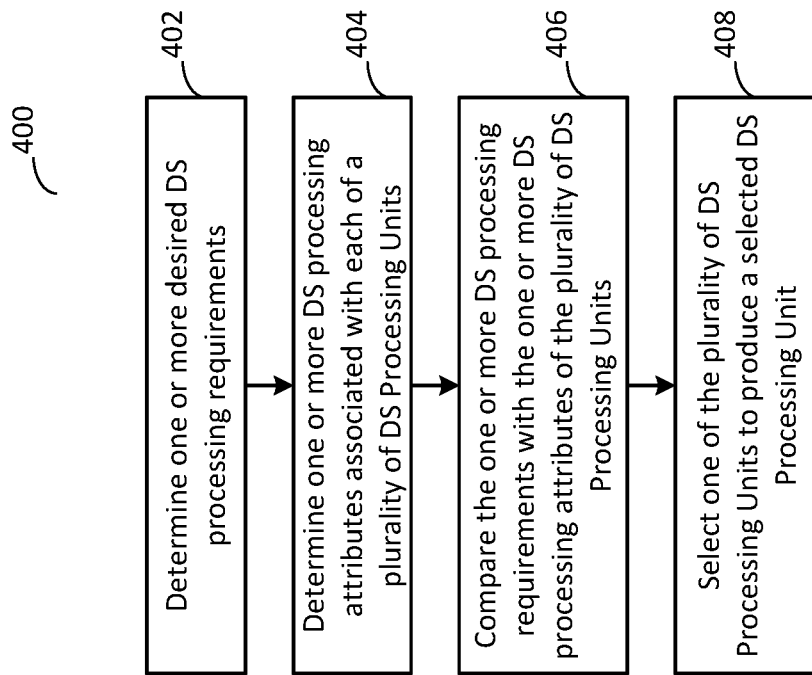 400
402
Determine one or more desired DS
processing requirements
404
Determine one or more DS processing
attributes associated with each of a
plurality of DS Processing Units
406
Compare the one or more DS processing
requirements with the one or more DS
processing attributes of the plurality of DS
Processing Units
408
Select one of the plurality of DS
Processing Units to produce a selected DS
Processing Unit